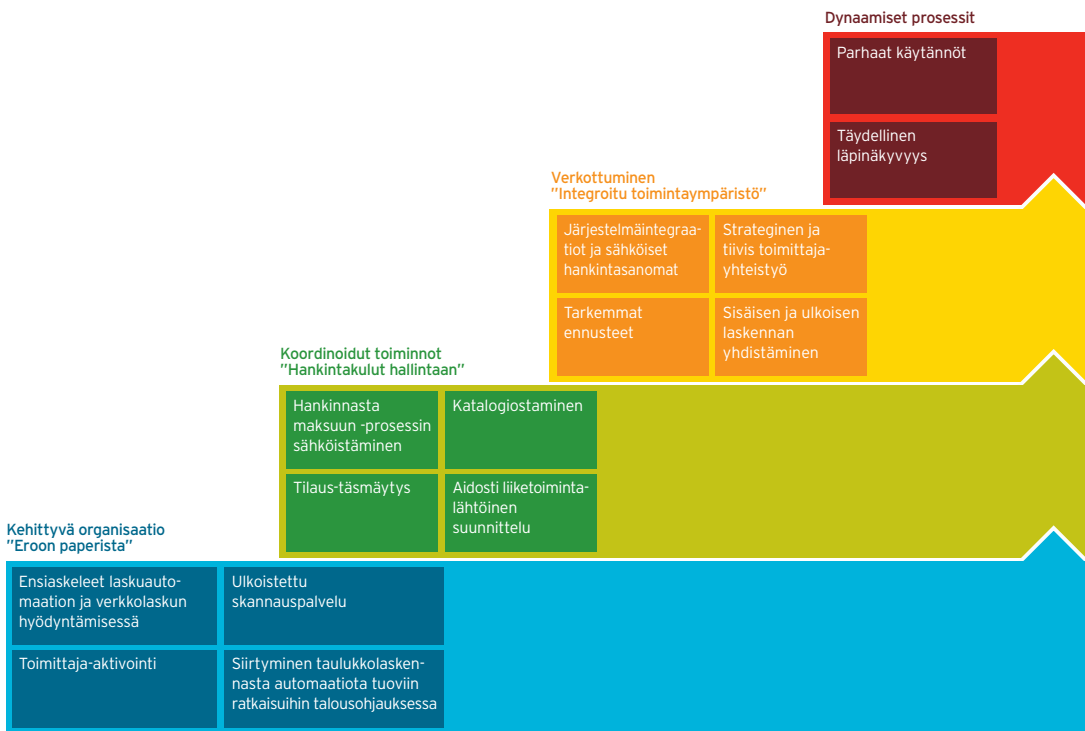 Dynaamiset prosessit
Parhaat käytännöt
Täydellinen
läpinäkyvyys
Verkottuminen
”Integroitu toimintaympäristö”
Järjestelmäintegraa-
tiot ja sähköiset
hankintasanomat
Strateginen ja
tiivis toimittaja-
yhteistyö
Tarkemmat
ennusteet
Sisäisen ja ulkoisen
laskennan
yhdistäminen
Koordinoidut toiminnot
”Hankintakulut hallintaan”
Hankinnasta
maksuun -prosessin
sähköistäminen
Katalogiostaminen
Tilaus-täsmäytys
Aidosti liiketoiminta-
lähtöinen
suunnittelu
Kehittyvä organisaatio
”Eroon paperista”
Ensiaskeleet laskuauto-
maation ja verkkolaskun
hyödyntämisessä
Ulkoistettu
skannauspalvelu
Toimittaja-aktivointi
Siirtyminen taulukkolasken-
nasta automaatiota tuoviin
ratkaisuihin talousohjauksessa